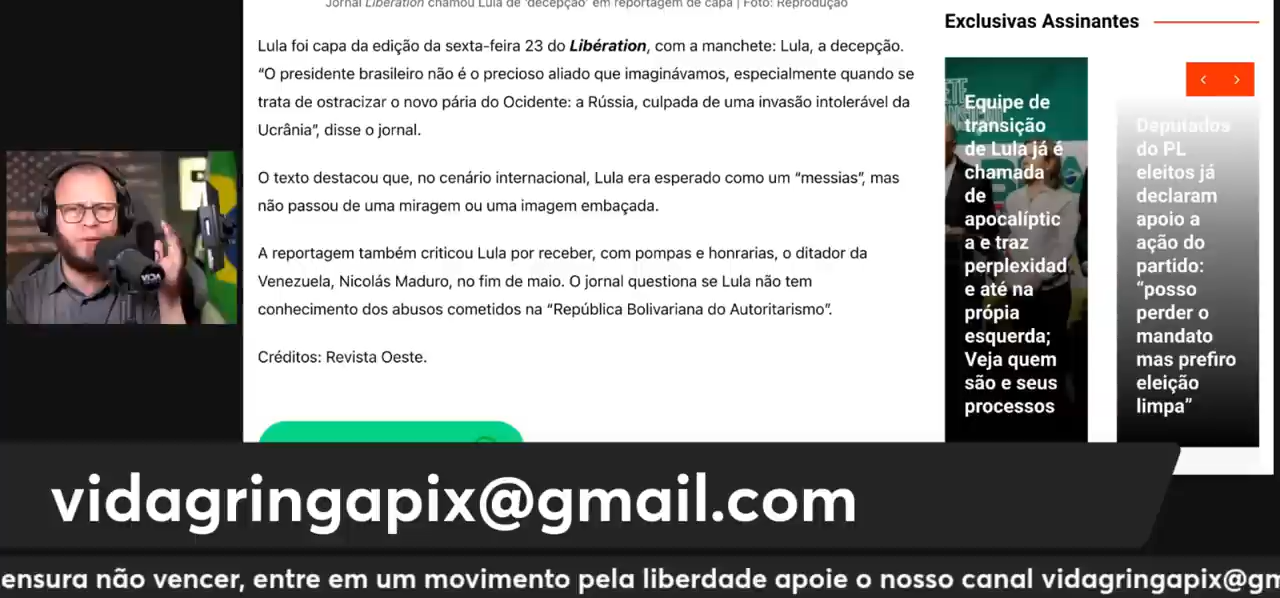 Jornal Libération chamou Lula de 'decepção' em reportagem de capa | Foto: Reprodução
Lula foi capa da edição da sexta-feira 23 do Libération, com a manchete: Lula, a decepção.
“O presidente brasileiro não é o precioso aliado que imaginávamos, especialmente quando se
trata de ostracizar o novo pária do Ocidente: a Rússia, culpada de uma invasão intolerável da
Ucrânia”, disse o jornal.
O texto destacou que, no cenário internacional, Lula era esperado como um “messias”, mas
não passou de uma miragem ou uma imagem embaçada.
A reportagem também criticou Lula por receber, com pompas e honrarias, o ditador da
Venezuela, Nicolás Maduro, no fim de maio. O jornal questiona se Lula não tem
conhecimento dos abusos cometidos na “República Bolivariana do Autoritarismo”.
Créditos: Revista Oeste.
Exclusivas Assinantes
Equipe de
transição
de Lula já é
chamada
de
apocalíptic
a e traz
perplexidad
e até na
própia
esquerda;
Veja quem
são e seus
processos
Deputados
do PL
eleitos já
declaram
apoio a
ação do
partido:
“posso
perder o
mandato
mas prefiro
eleição
limpa”
VIDA
vidagringapix@gmail.com
ensura não vencer, entre em um movimento pela liberdade apoie o nosso canal vidagringapix@gm